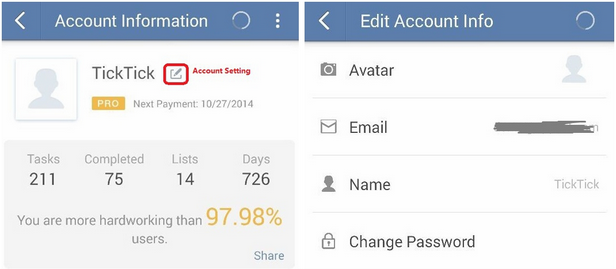 Account Information
TickTick
Account Setting
PRO Next Payment: 10/27/2014
Tasks Completed Lists Days
211 75 14 726
You are more hardworking than 97.98%
users.
Share
Edit Account Info
Avatar
Email
Name TickTick
Change Password